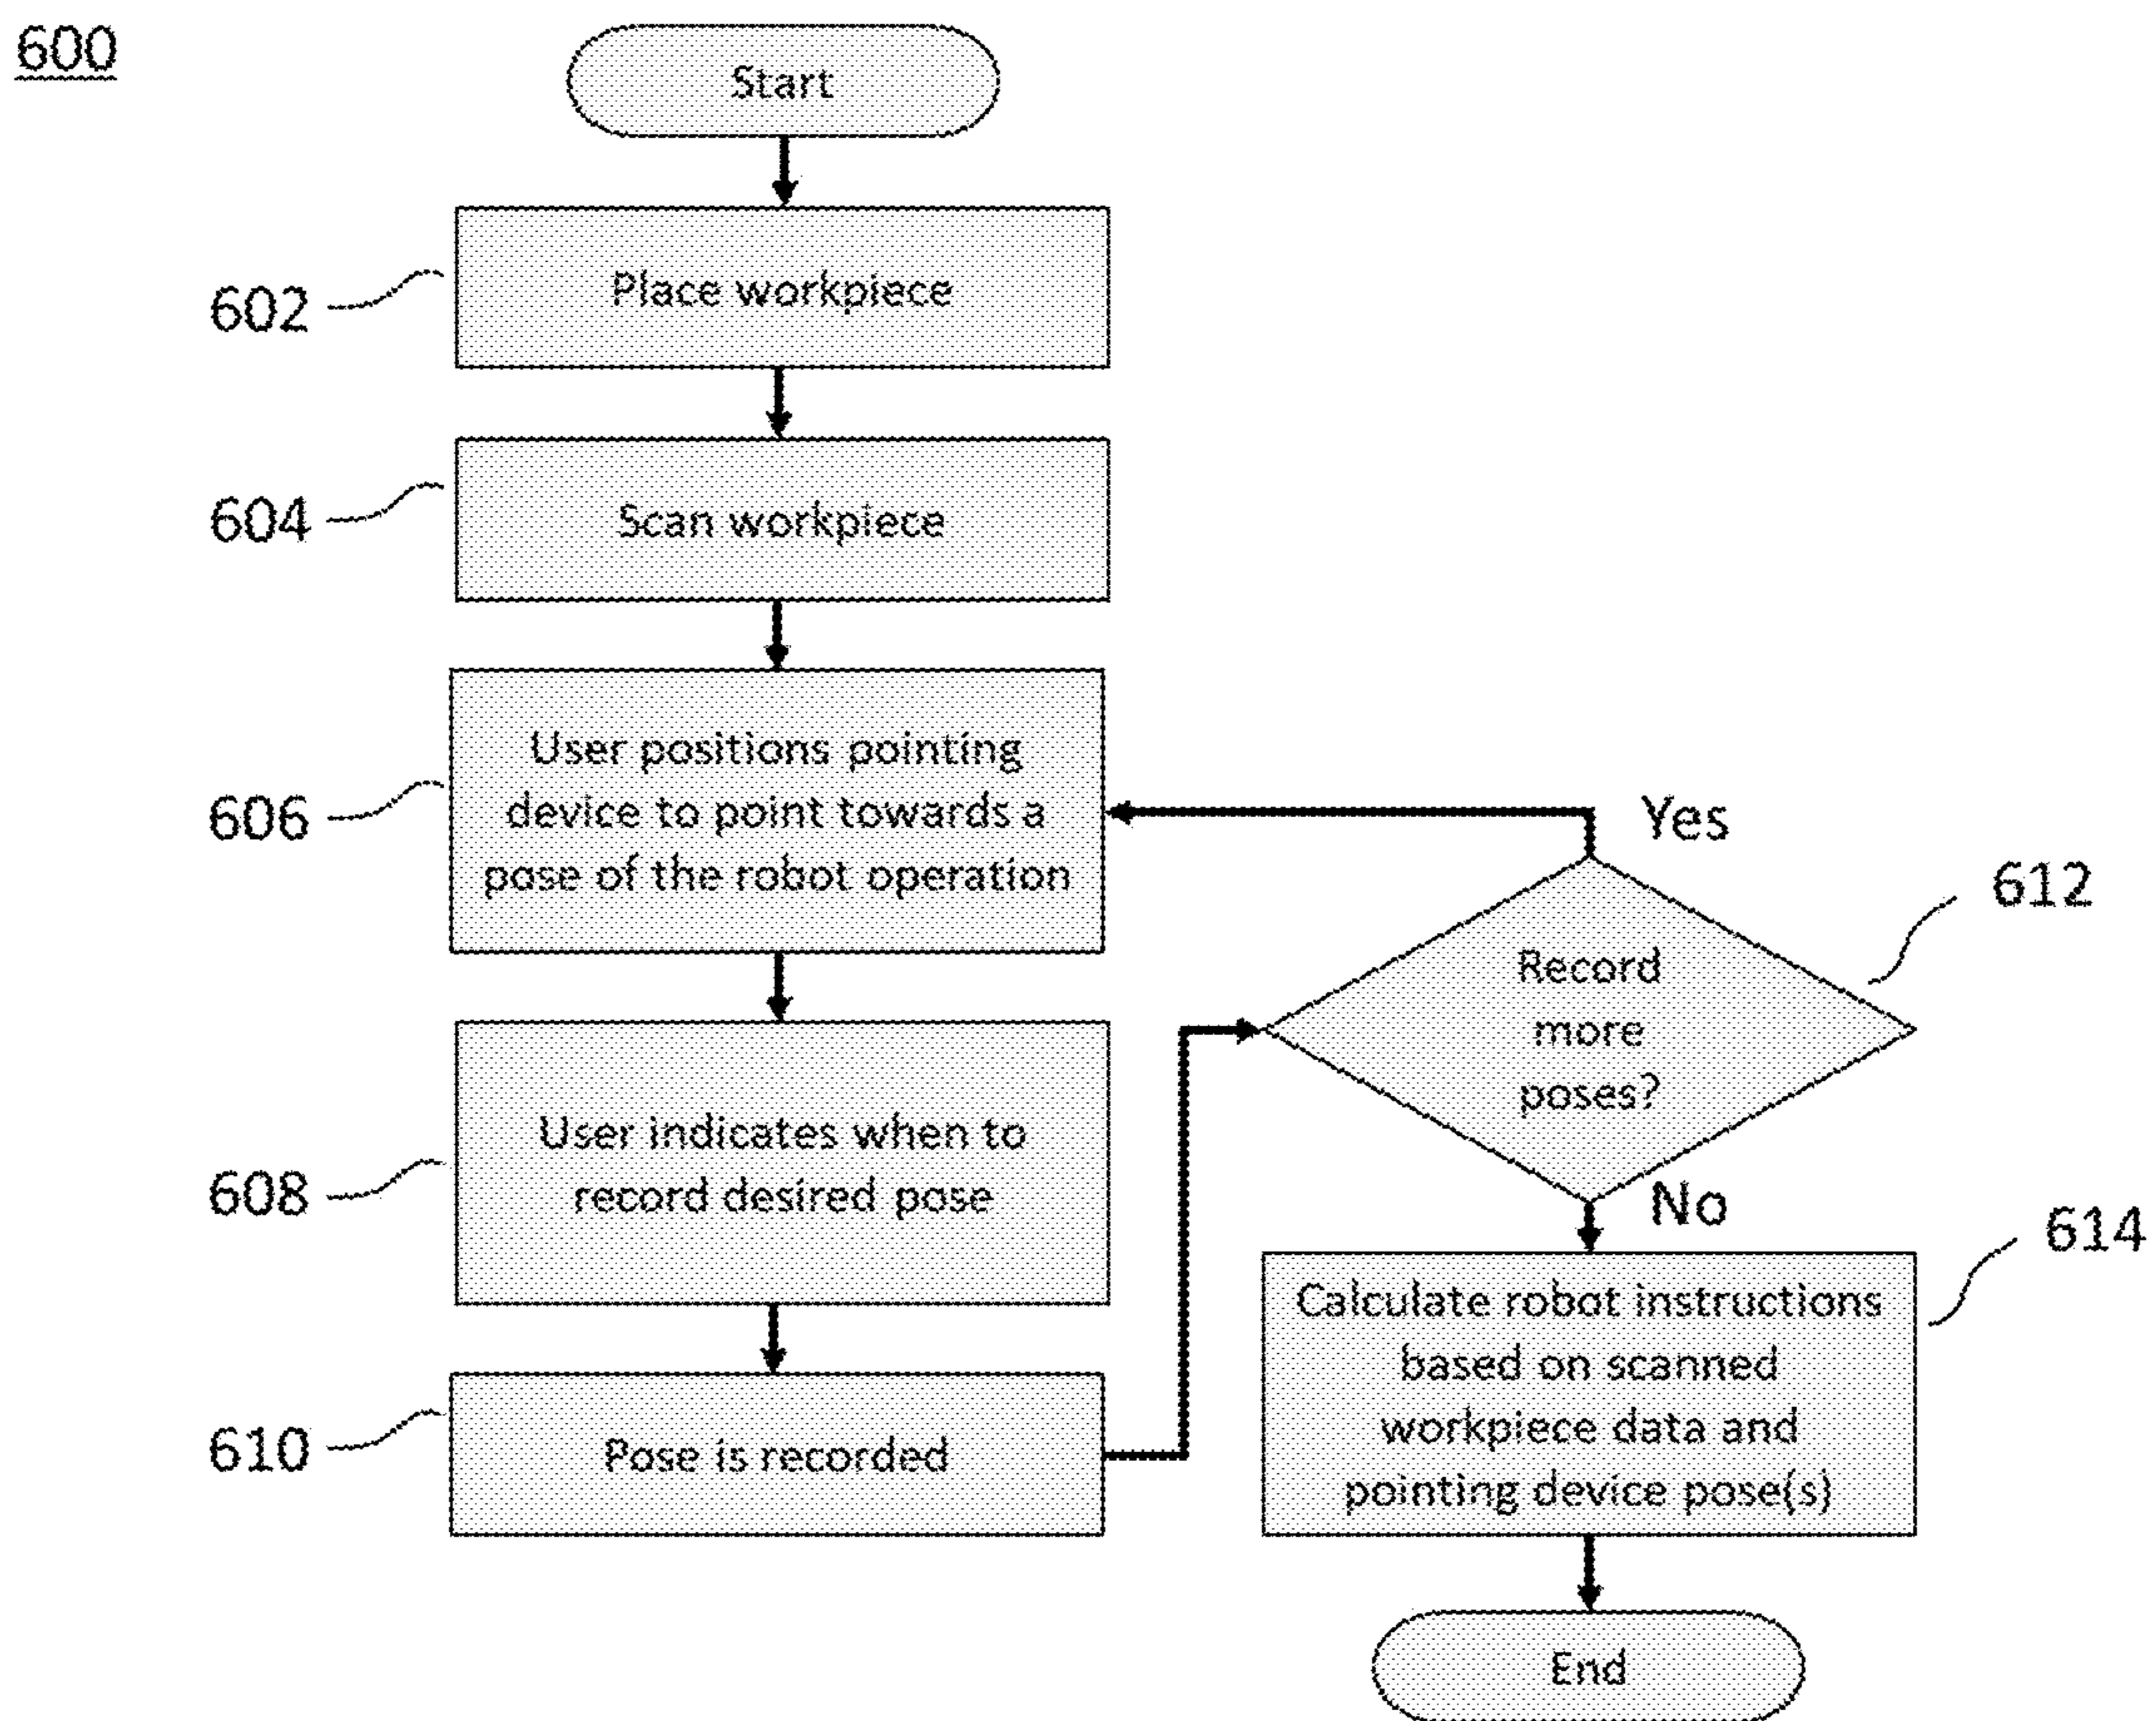 600
Start
602
Place workpiece
604
Scan workpiece
606
User positions pointing
device to point towards a
pose of the robot operation
608
User indicates when to
record desired pose
610
Pose is recorded
Yes
612
Record
more
poses?
No
614
Calculate robot instructions
based on scanned
workpiece data and
pointing device pose(s)
End